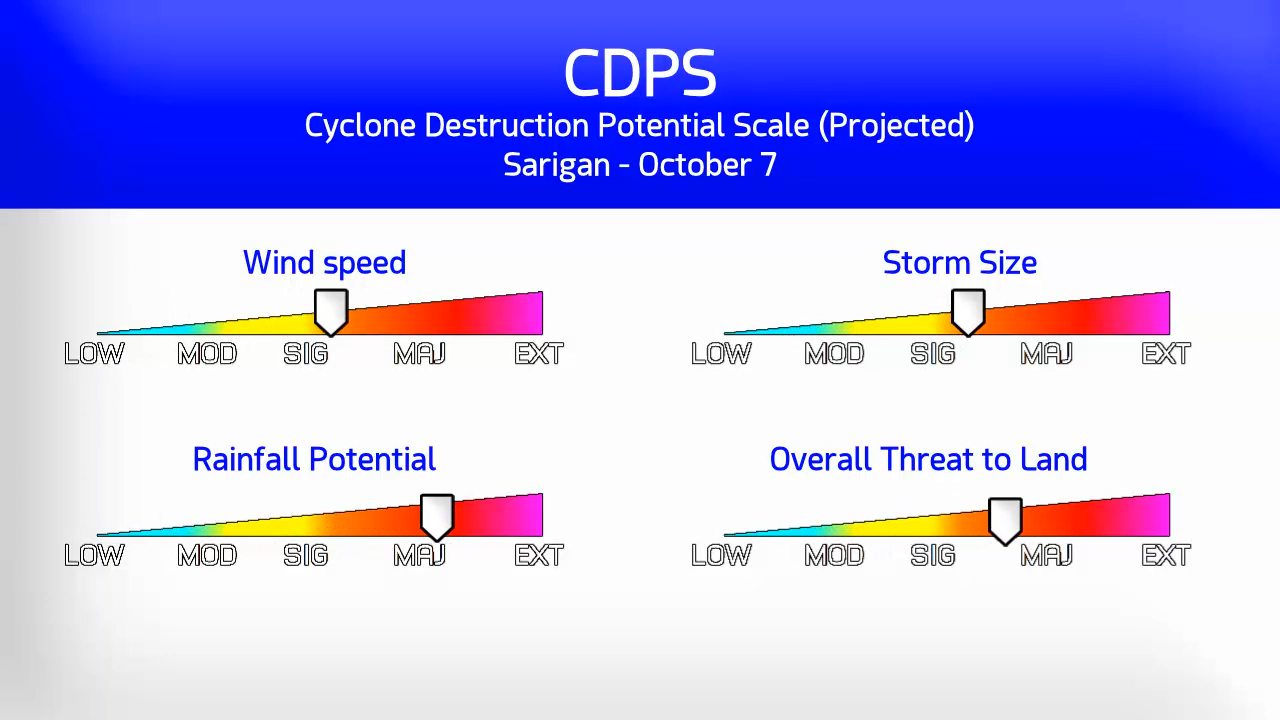 CDPS
Cyclone Destruction Potential Scale (Projected)
Sarigan - October 7
Wind speed
LOW MOD SIG MAJ EXT
Storm Size
LOW MOD SIG MAJ EXT
Rainfall Potential
LOW MOD SIG MAJ EXT
Overall Threat to Land
LOW MOD SIG MAJ EXT